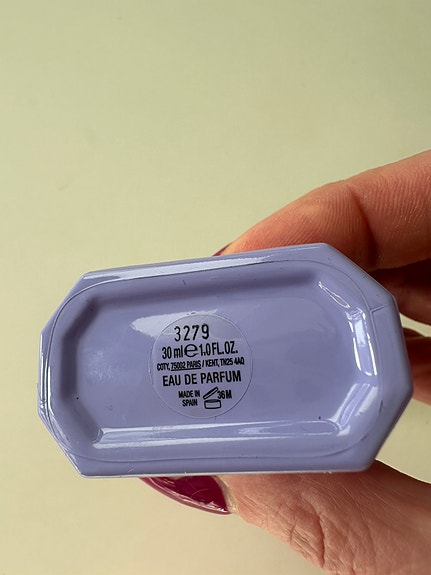 3279
30 ml e 1.0 FL.OZ.
COTY, 75002 PARIS / KENT, TN25 4AQ
EAU DE PARFUM
MADE IN
SPAIN
36 M